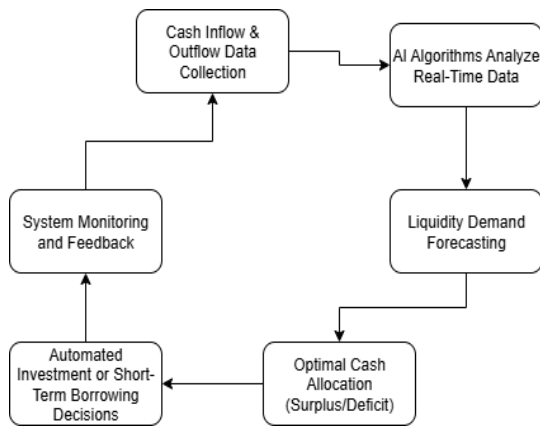 Cash Inflow &
Outflow Data
Collection
AI Algorithms Analyze
Real-Time Data
Liquidity Demand
Forecasting
Optimal Cash
Allocation
(Surplus/Deficit)
Automated
Investment or Short-
Term Borrowing
Decisions
System Monitoring
and Feedback